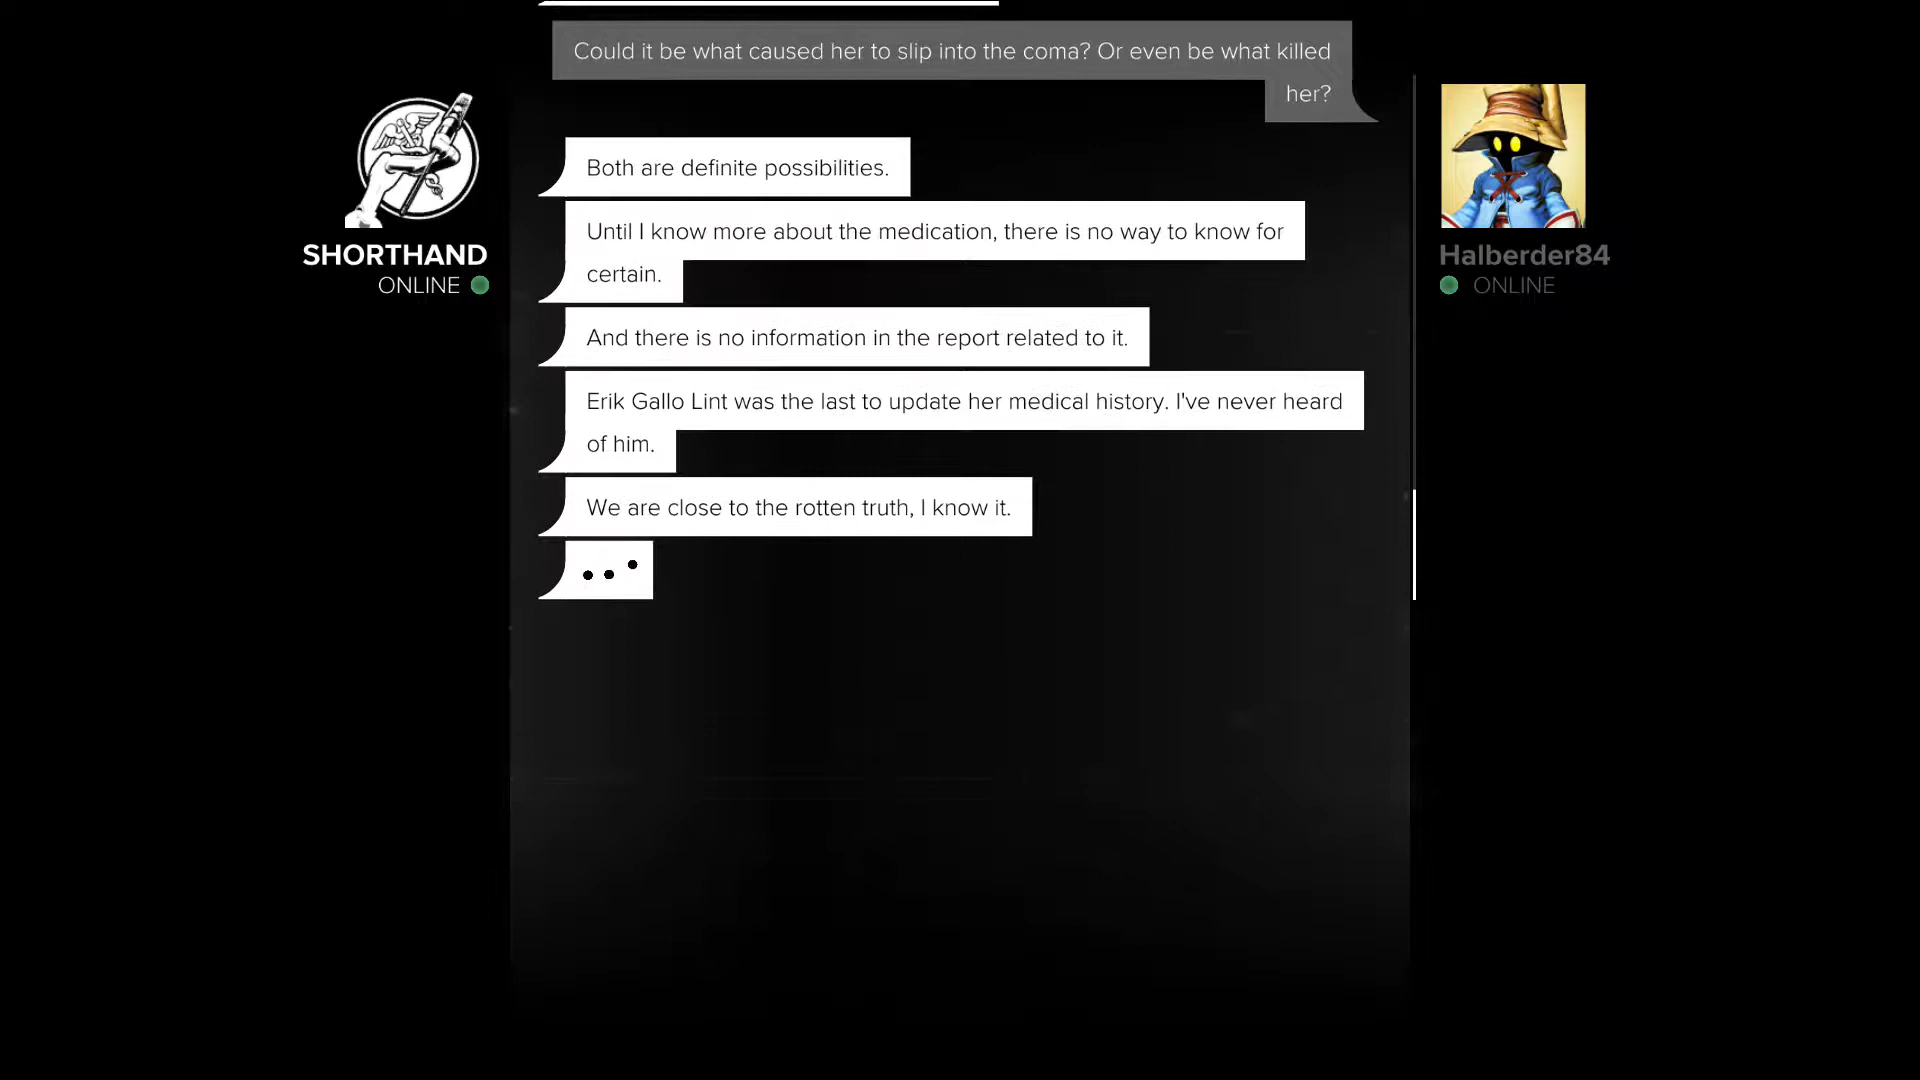 Could it be what caused her to slip into the coma? Or even be what killed
her?
Both are definite possibilities.
Until I know more about the medication, there is no way to know for
certain.
SHORTHAND
ONLINE
Halberder84
ONLINE
And there is no information in the report related to it.
Erik Gallo Lint was the last to update her medical history. I've never heard
of him.
We are close to the rotten truth, I know it.